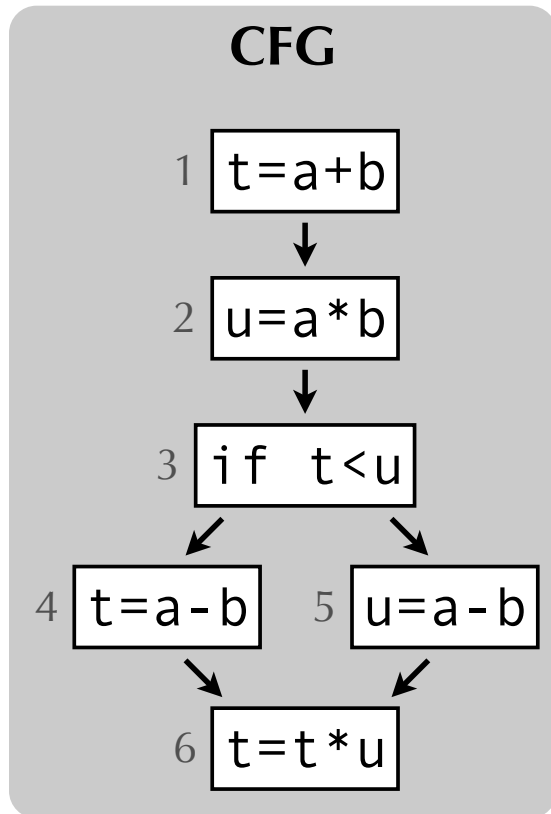 CFG
1 t=a+b
2 u=a*b
3 if t<u
4 t=a-b 5 u=a-b
6 t=t*u